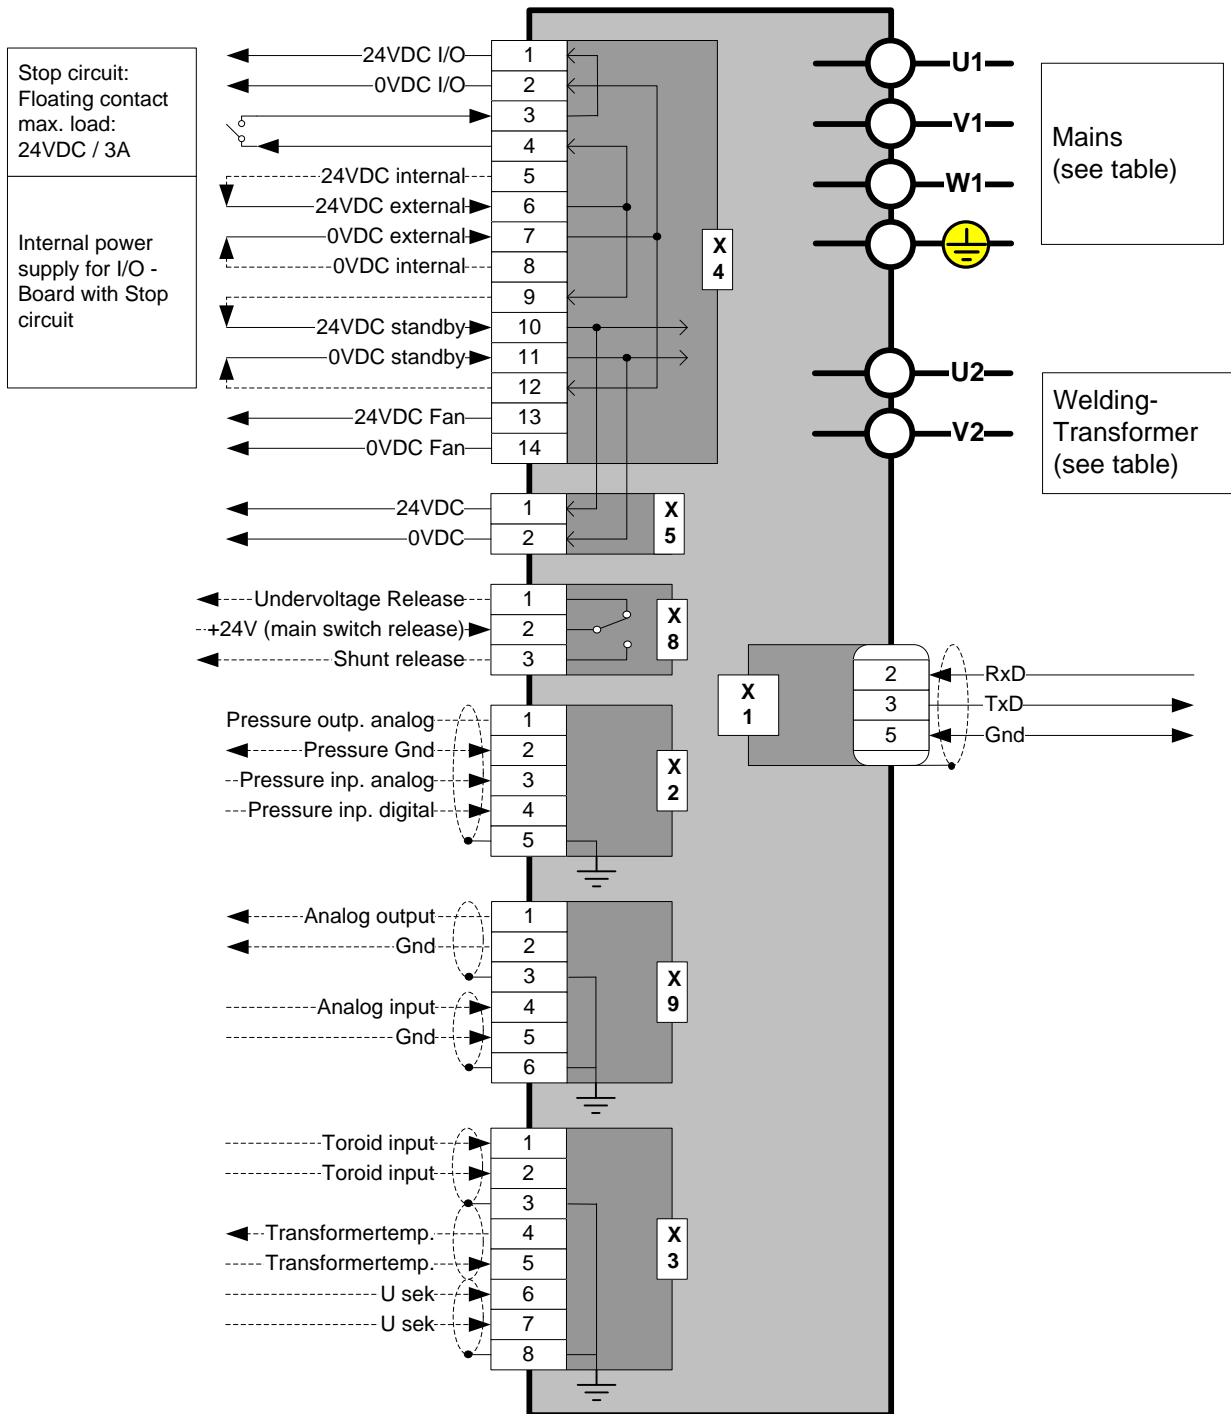 Stop circuit:
Floating contact
max. load:
24VDC / 3A
Internal power
supply for I/O -
Board with Stop
circuit
24VDC I/O 1
0VDC I/O 2
3
4
24VDC internal 5
24VDC external 6
0VDC external 7
0VDC internal 8
9
24VDC standby 10
0VDC standby 11
12
24VDC Fan 13
0VDC Fan 14
X
4
24VDC 1
0VDC 2
X
5
Undervoltage Release 1
+24V (main switch release) 2
Shunt release 3
X
8
Pressure outp. analog 1
Pressure Gnd 2
Pressure inp. analog 3
Pressure inp. digital 4
5
X
2
Analog output 1
Gnd 2
3
Analog input 4
Gnd 5
6
X
9
Toroid input 1
Toroid input 2
3
Transformertemp. 4
Transformertemp. 5
U sek 6
U sek 7
8
X
3
U1
V1
W1
Mains
(see table)
U2
V2
Welding-
Transformer
(see table)
X
1
2 RxD
3 TxD
5 Gnd